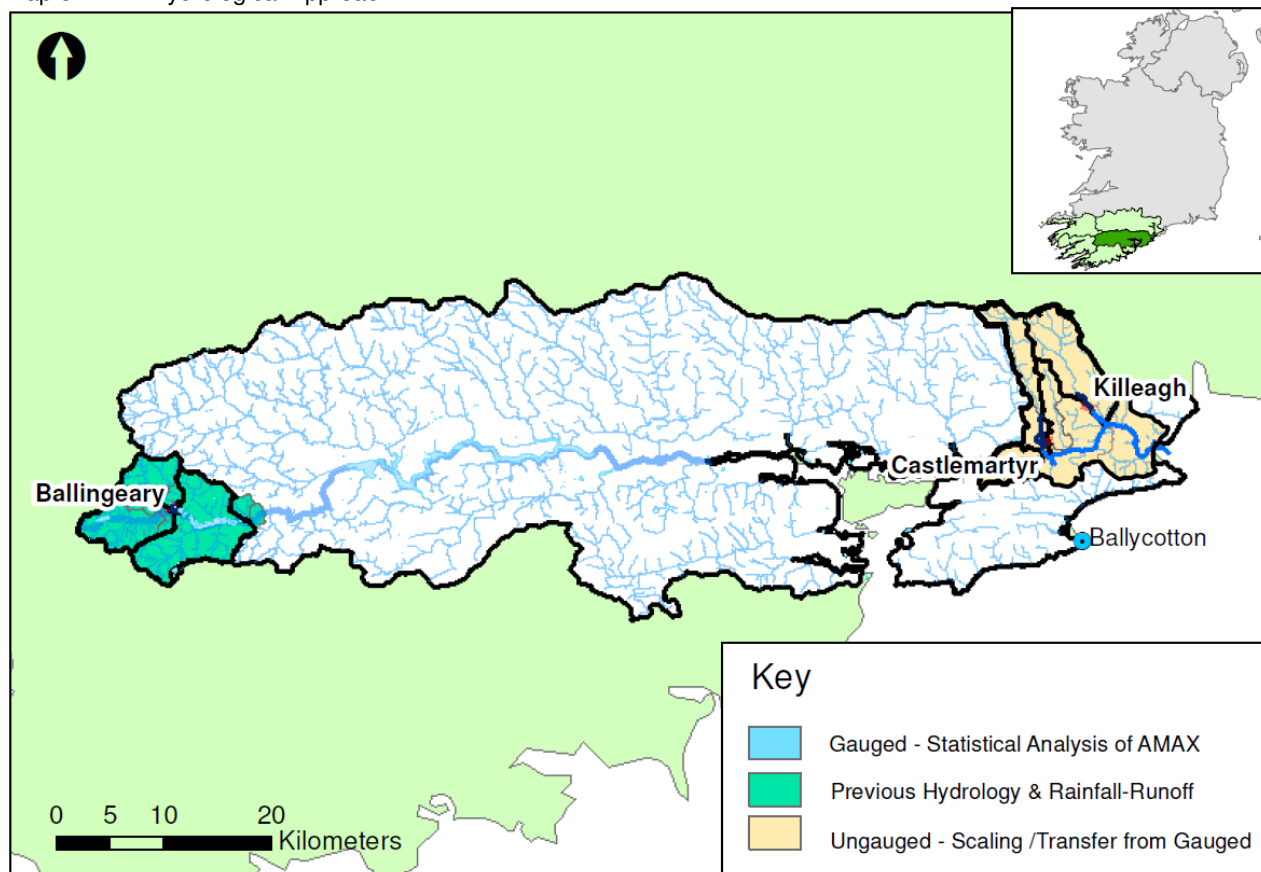 Killeagh
Castlemartyr
Ballingeary
Ballycotton
Key
Gauged - Statistical Analysis of AMAX
Previous Hydrology & Rainfall-Runoff
Ungauged - Scaling /Transfer from Gauged
0 5 10 20
Kilometers